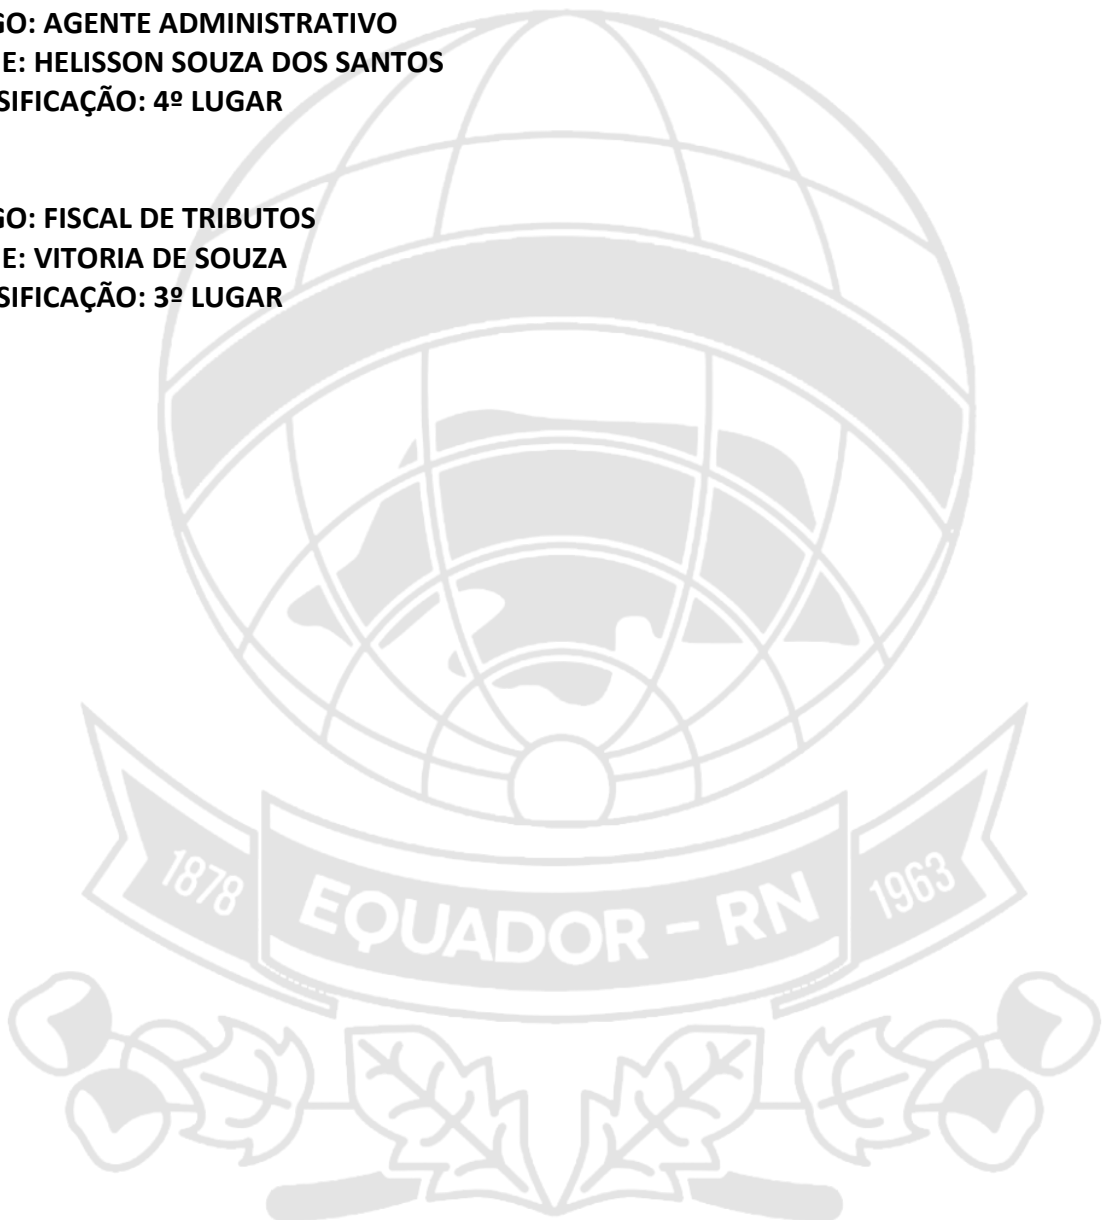 GO: AGENTE ADMINISTRATIVO
E: HELISSON SOUZA DOS SANTOS
SIFICAÇÃO: 4º LUGAR
GO: FISCAL DE TRIBUTOS
E: VITORIA DE SOUZA
SIFICAÇÃO: 3º LUGAR
1878
EQUADOR – RN
1963